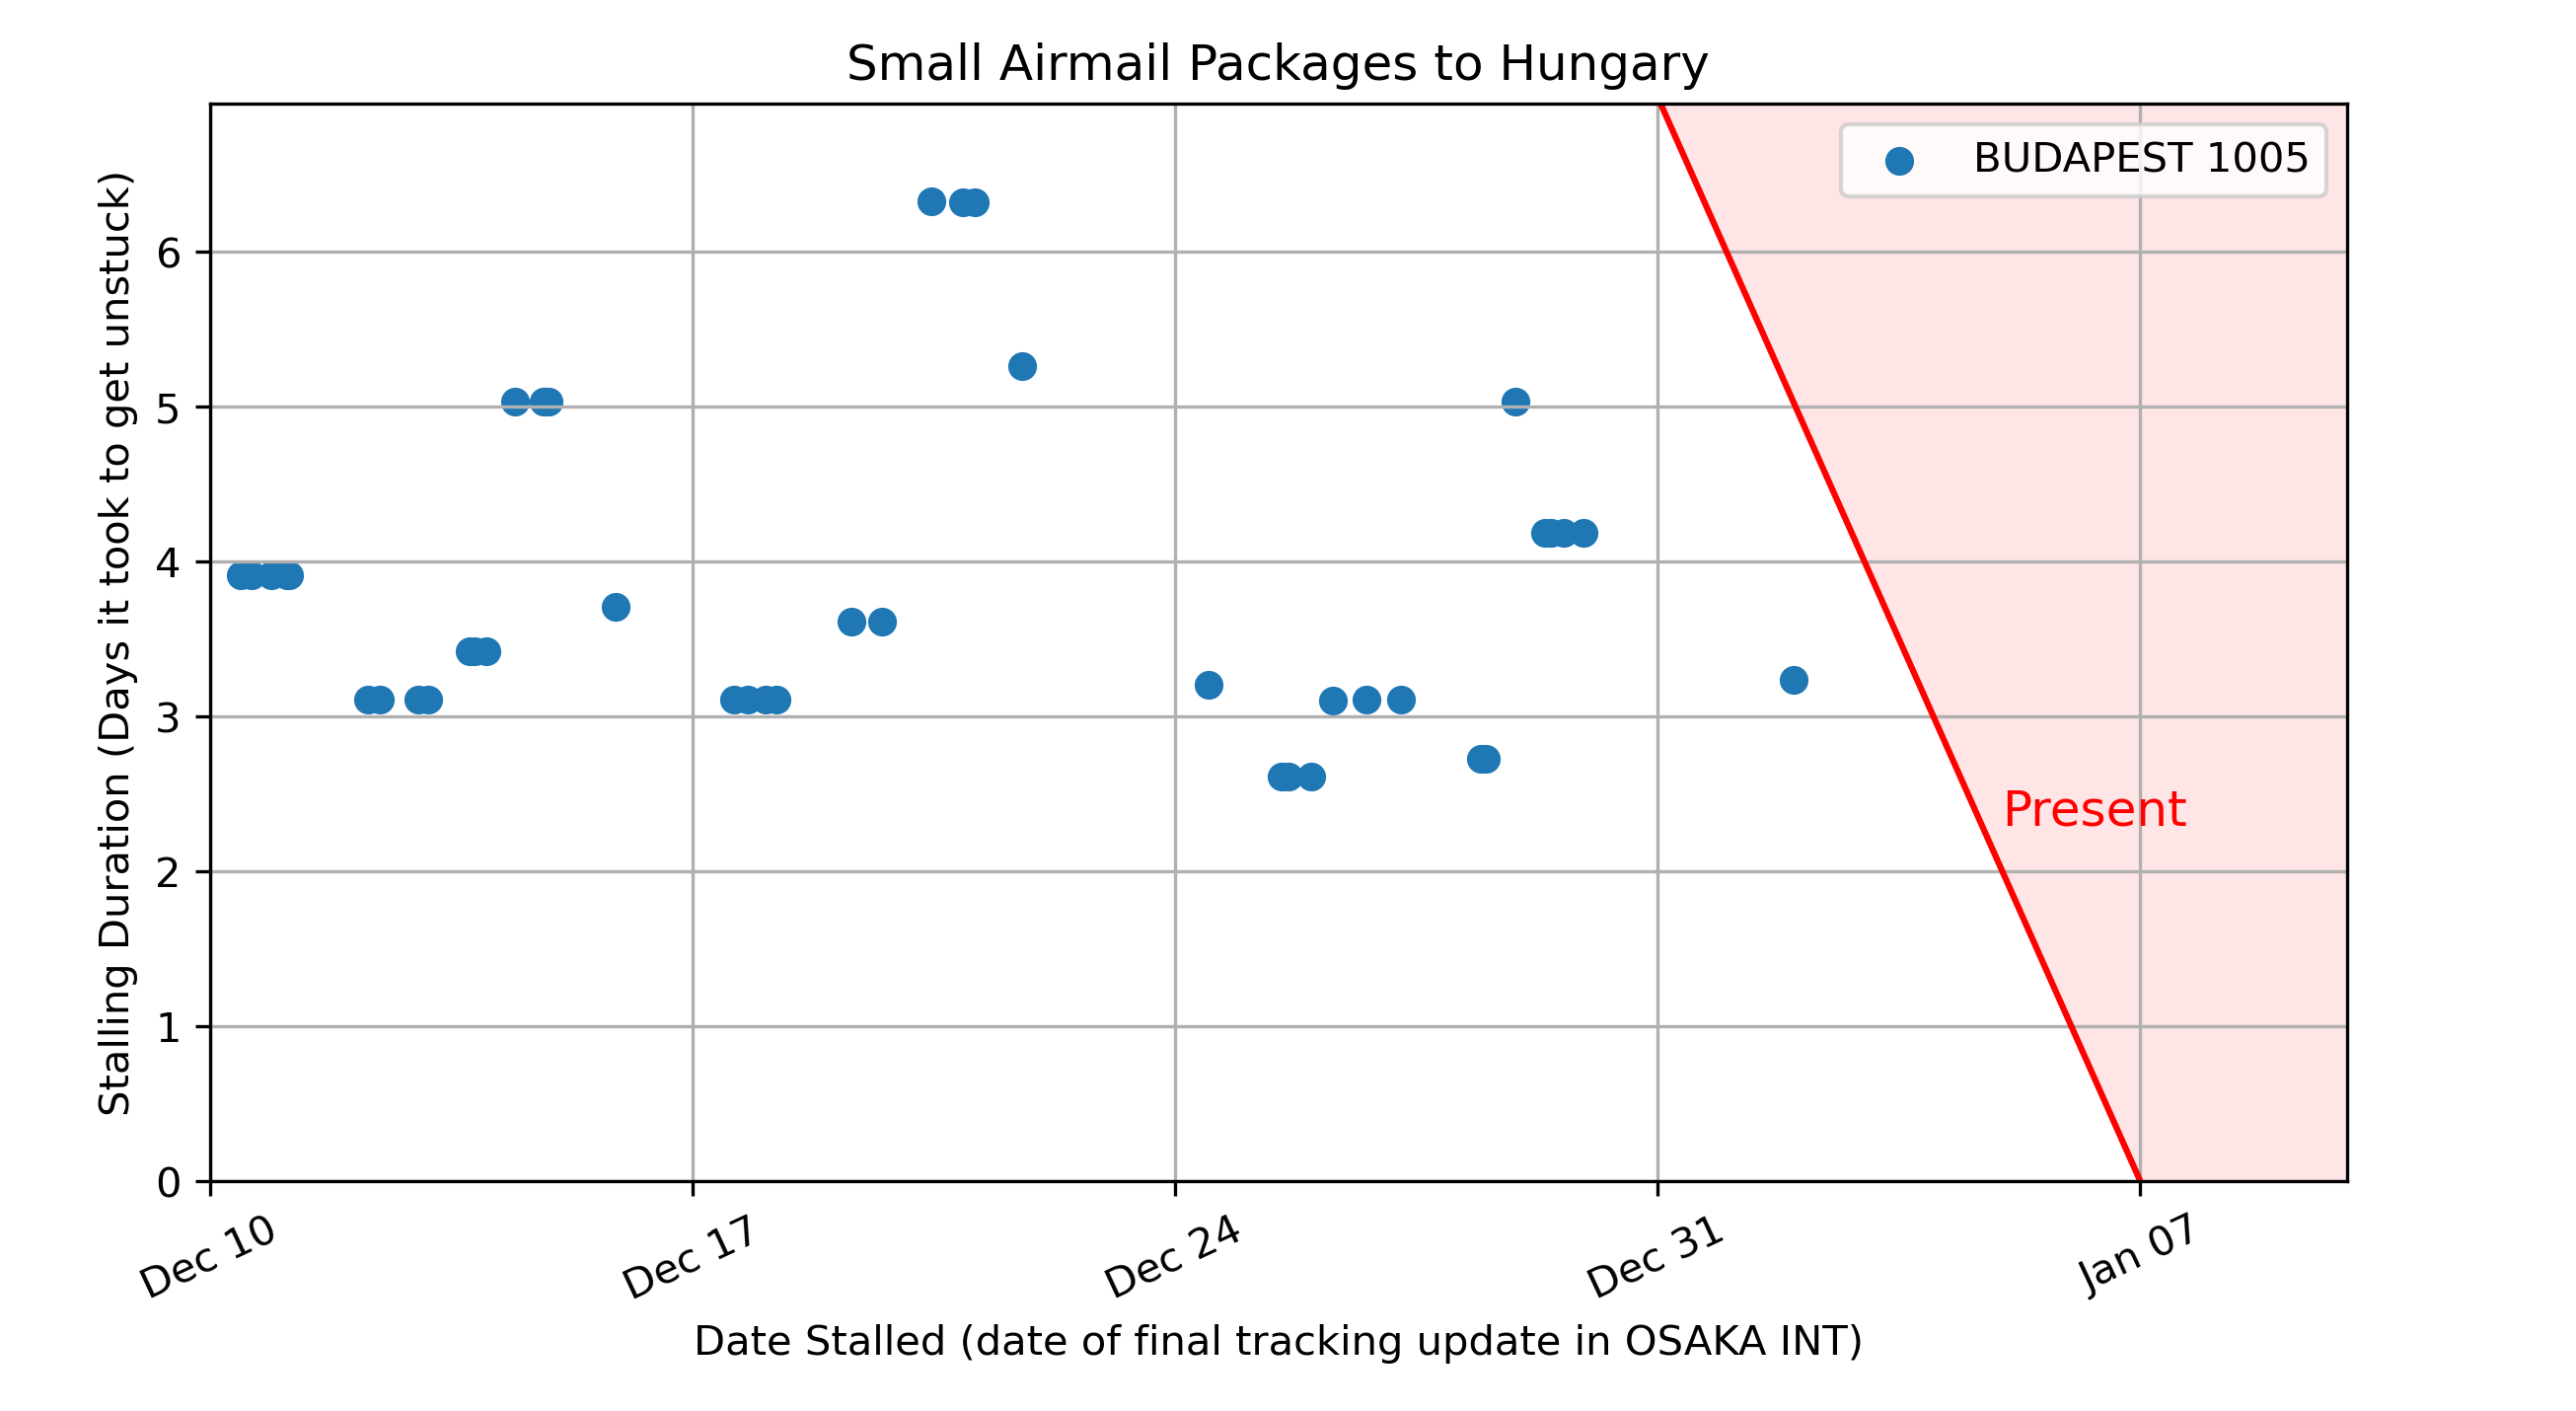 Small Airmail Packages to Hungary
BUDAPEST 1005
Stalling Duration (Days it took to get unstuck)
6
5
4
3
2
1
0
Present
Dec 10
Dec 17
Dec 24
Dec 31
Jan 07
Date Stalled (date of final tracking update in OSAKA INT)